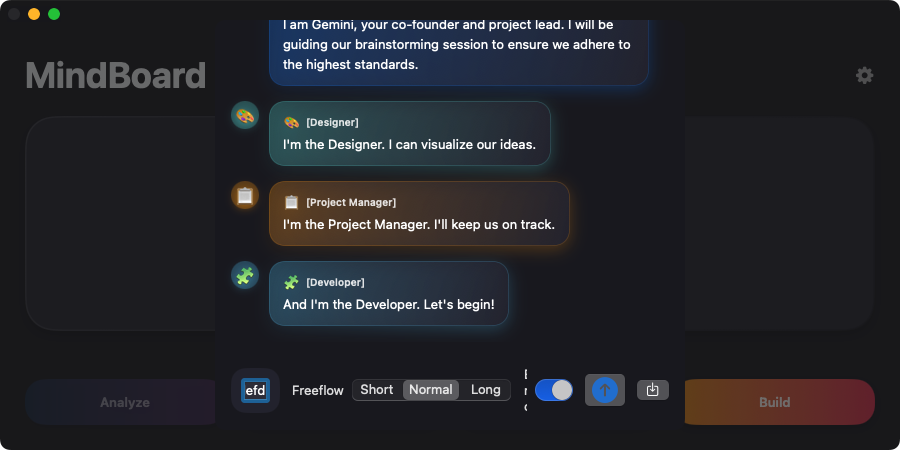 I am Gemini, your co-founder and project lead. I will be
guiding our brainstorming session to ensure we adhere to
the highest standards.
MindBoard
[Designer]
I'm the Designer. I can visualize our ideas.
[Project Manager]
I'm the Project Manager. I'll keep us on track.
[Developer]
And I'm the Developer. Let's begin!
efd
Freeflow
Short
Normal
Long
Analyze
Build